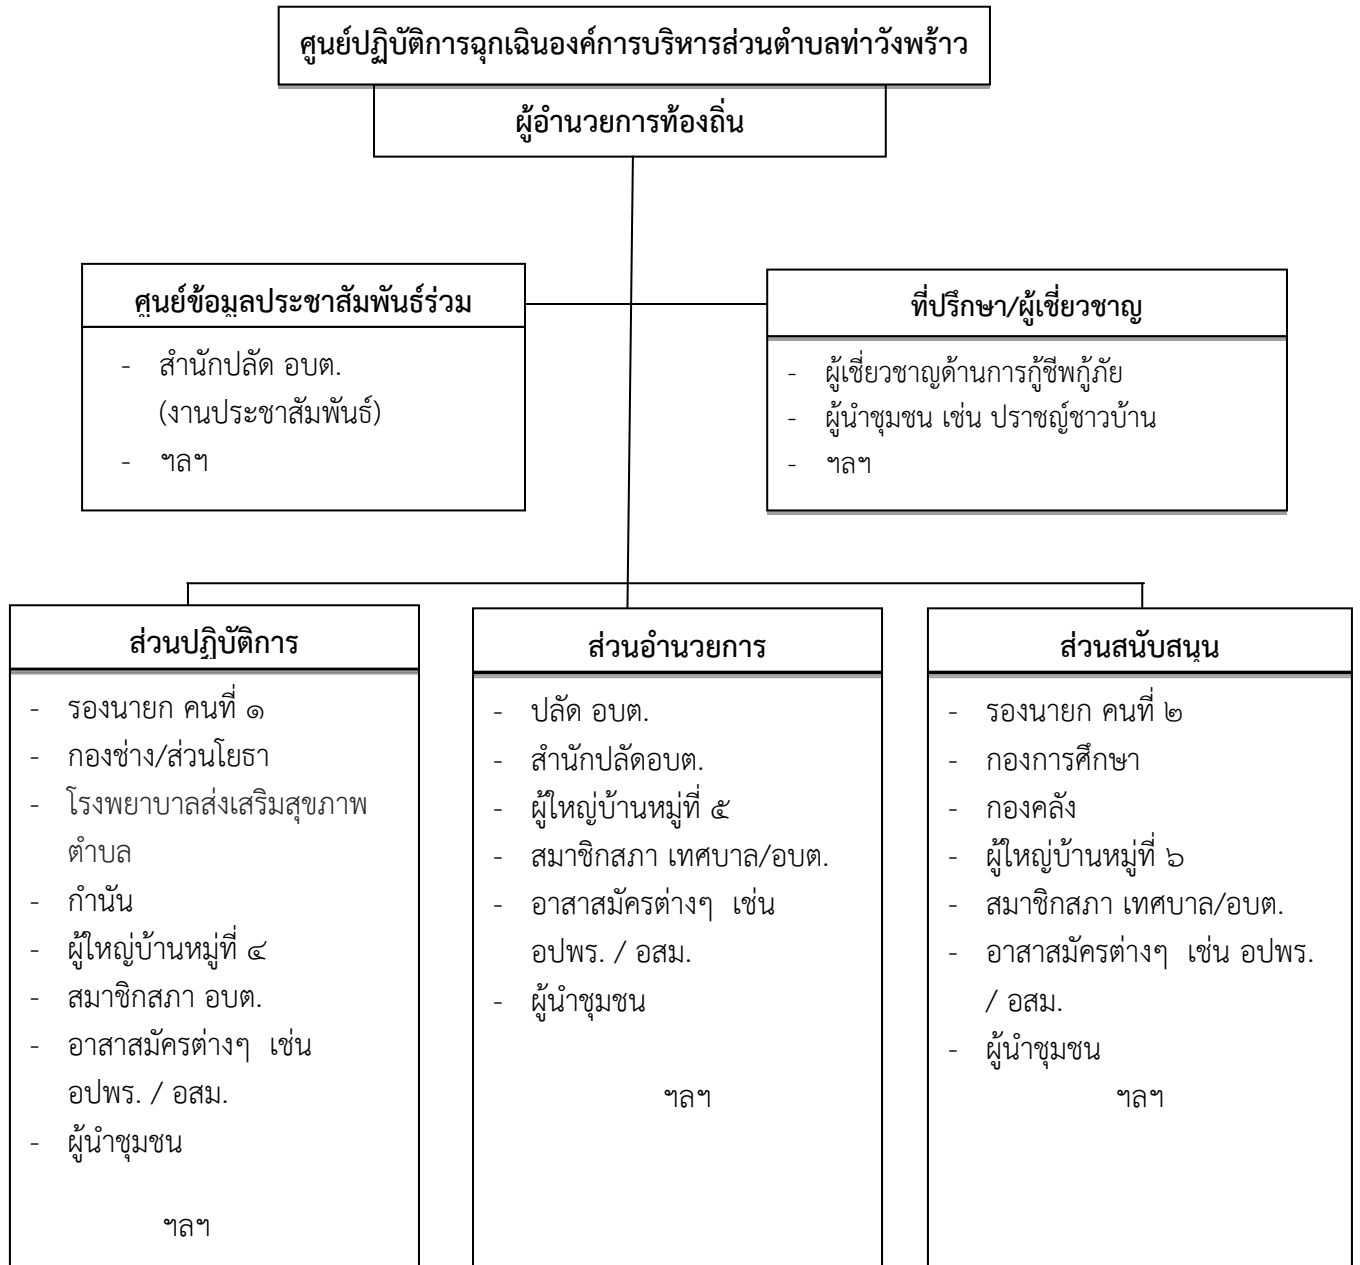 ศูนย์ปฏิบัติการฉุกเฉินองค์การบริหารส่วนตำบลท่าวังพร้าว
ผู้อำนวยการท้องถิ่น
ศูนย์ข้อมูลประชาสัมพันธ์ร่วม
- สำนักปลัด อบต.
(งานประชาสัมพันธ์)
- ฯลฯ
ที่ปรึกษา/ผู้เชี่ยวชาญ
- ผู้เชี่ยวชาญด้านการกู้ชีพกู้ภัย
- ผู้นำชุมชน เช่น ปราชญ์ชาวบ้าน
- ฯลฯ
ส่วนปฏิบัติการ
- รองนายก คนที่ ๑
- กองช่าง/ส่วนโยธา
- โรงพยาบาลส่งเสริมสุขภาพ
ตำบล
- กำนัน
- ผู้ใหญ่บ้านหมู่ที่ ๔
- สมาชิกสภา อบต.
- อาสาสมัครต่างๆ เช่น
อปพร. / อสม.
- ผู้นำชุมชน
ฯลฯ
ส่วนอำนวยการ
- ปลัด อบต.
- สำนักปลัดอบต.
- ผู้ใหญ่บ้านหมู่ที่ ๕
- สมาชิกสภา เทศบาล/อบต.
- อาสาสมัครต่างๆ เช่น
อปพร. / อสม.
- ผู้นำชุมชน
ฯลฯ
ส่วนสนับสนุน
- รองนายก คนที่ ๒
- กองการศึกษา
- กองคลัง
- ผู้ใหญ่บ้านหมู่ที่ ๖
- สมาชิกสภา เทศบาล/อบต.
- อาสาสมัครต่างๆ เช่น อปพร.
/ อสม.
- ผู้นำชุมชน
ฯลฯ